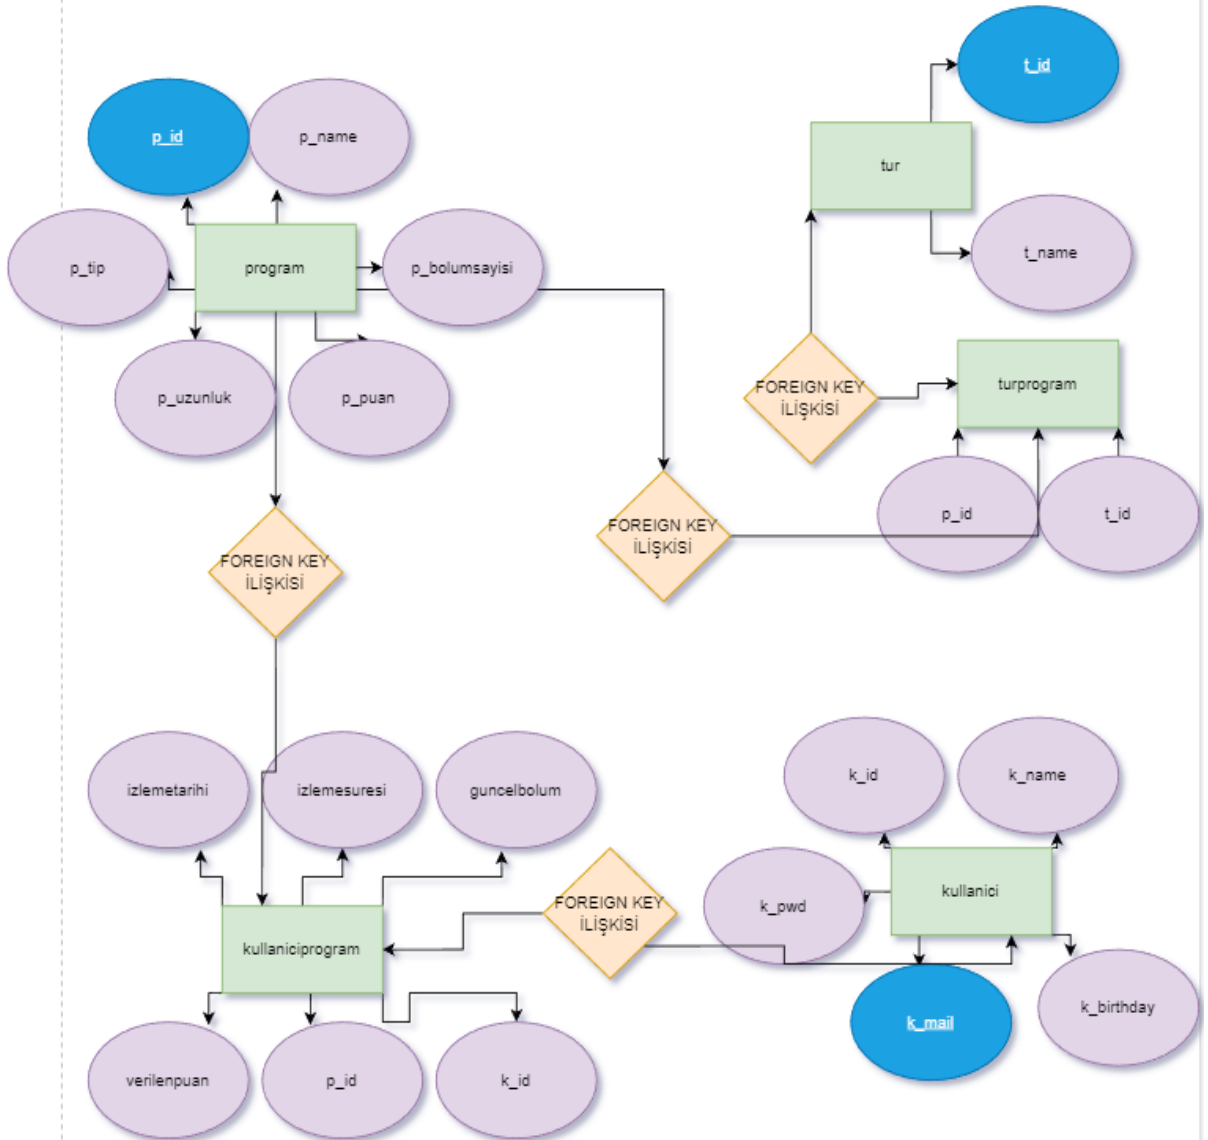 t_id
p_id
p_name
tur
p_tip
program
p_bolumsayisi
t_name
p_uzunluk
p_puan
FOREIGN KEY
İLİŞKİSİ
turprogram
FOREIGN KEY
İLİŞKİSİ
p_id
t_id
FOREIGN KEY
İLİŞKİSİ
izlemetarihi
izlemesuresi
guncelbolum
k_id
k_name
kullaniciprogram
FOREIGN KEY
İLİŞKİSİ
k_pwd
kullanici
verilenpuan
p_id
k_id
k_mail
k_birthday